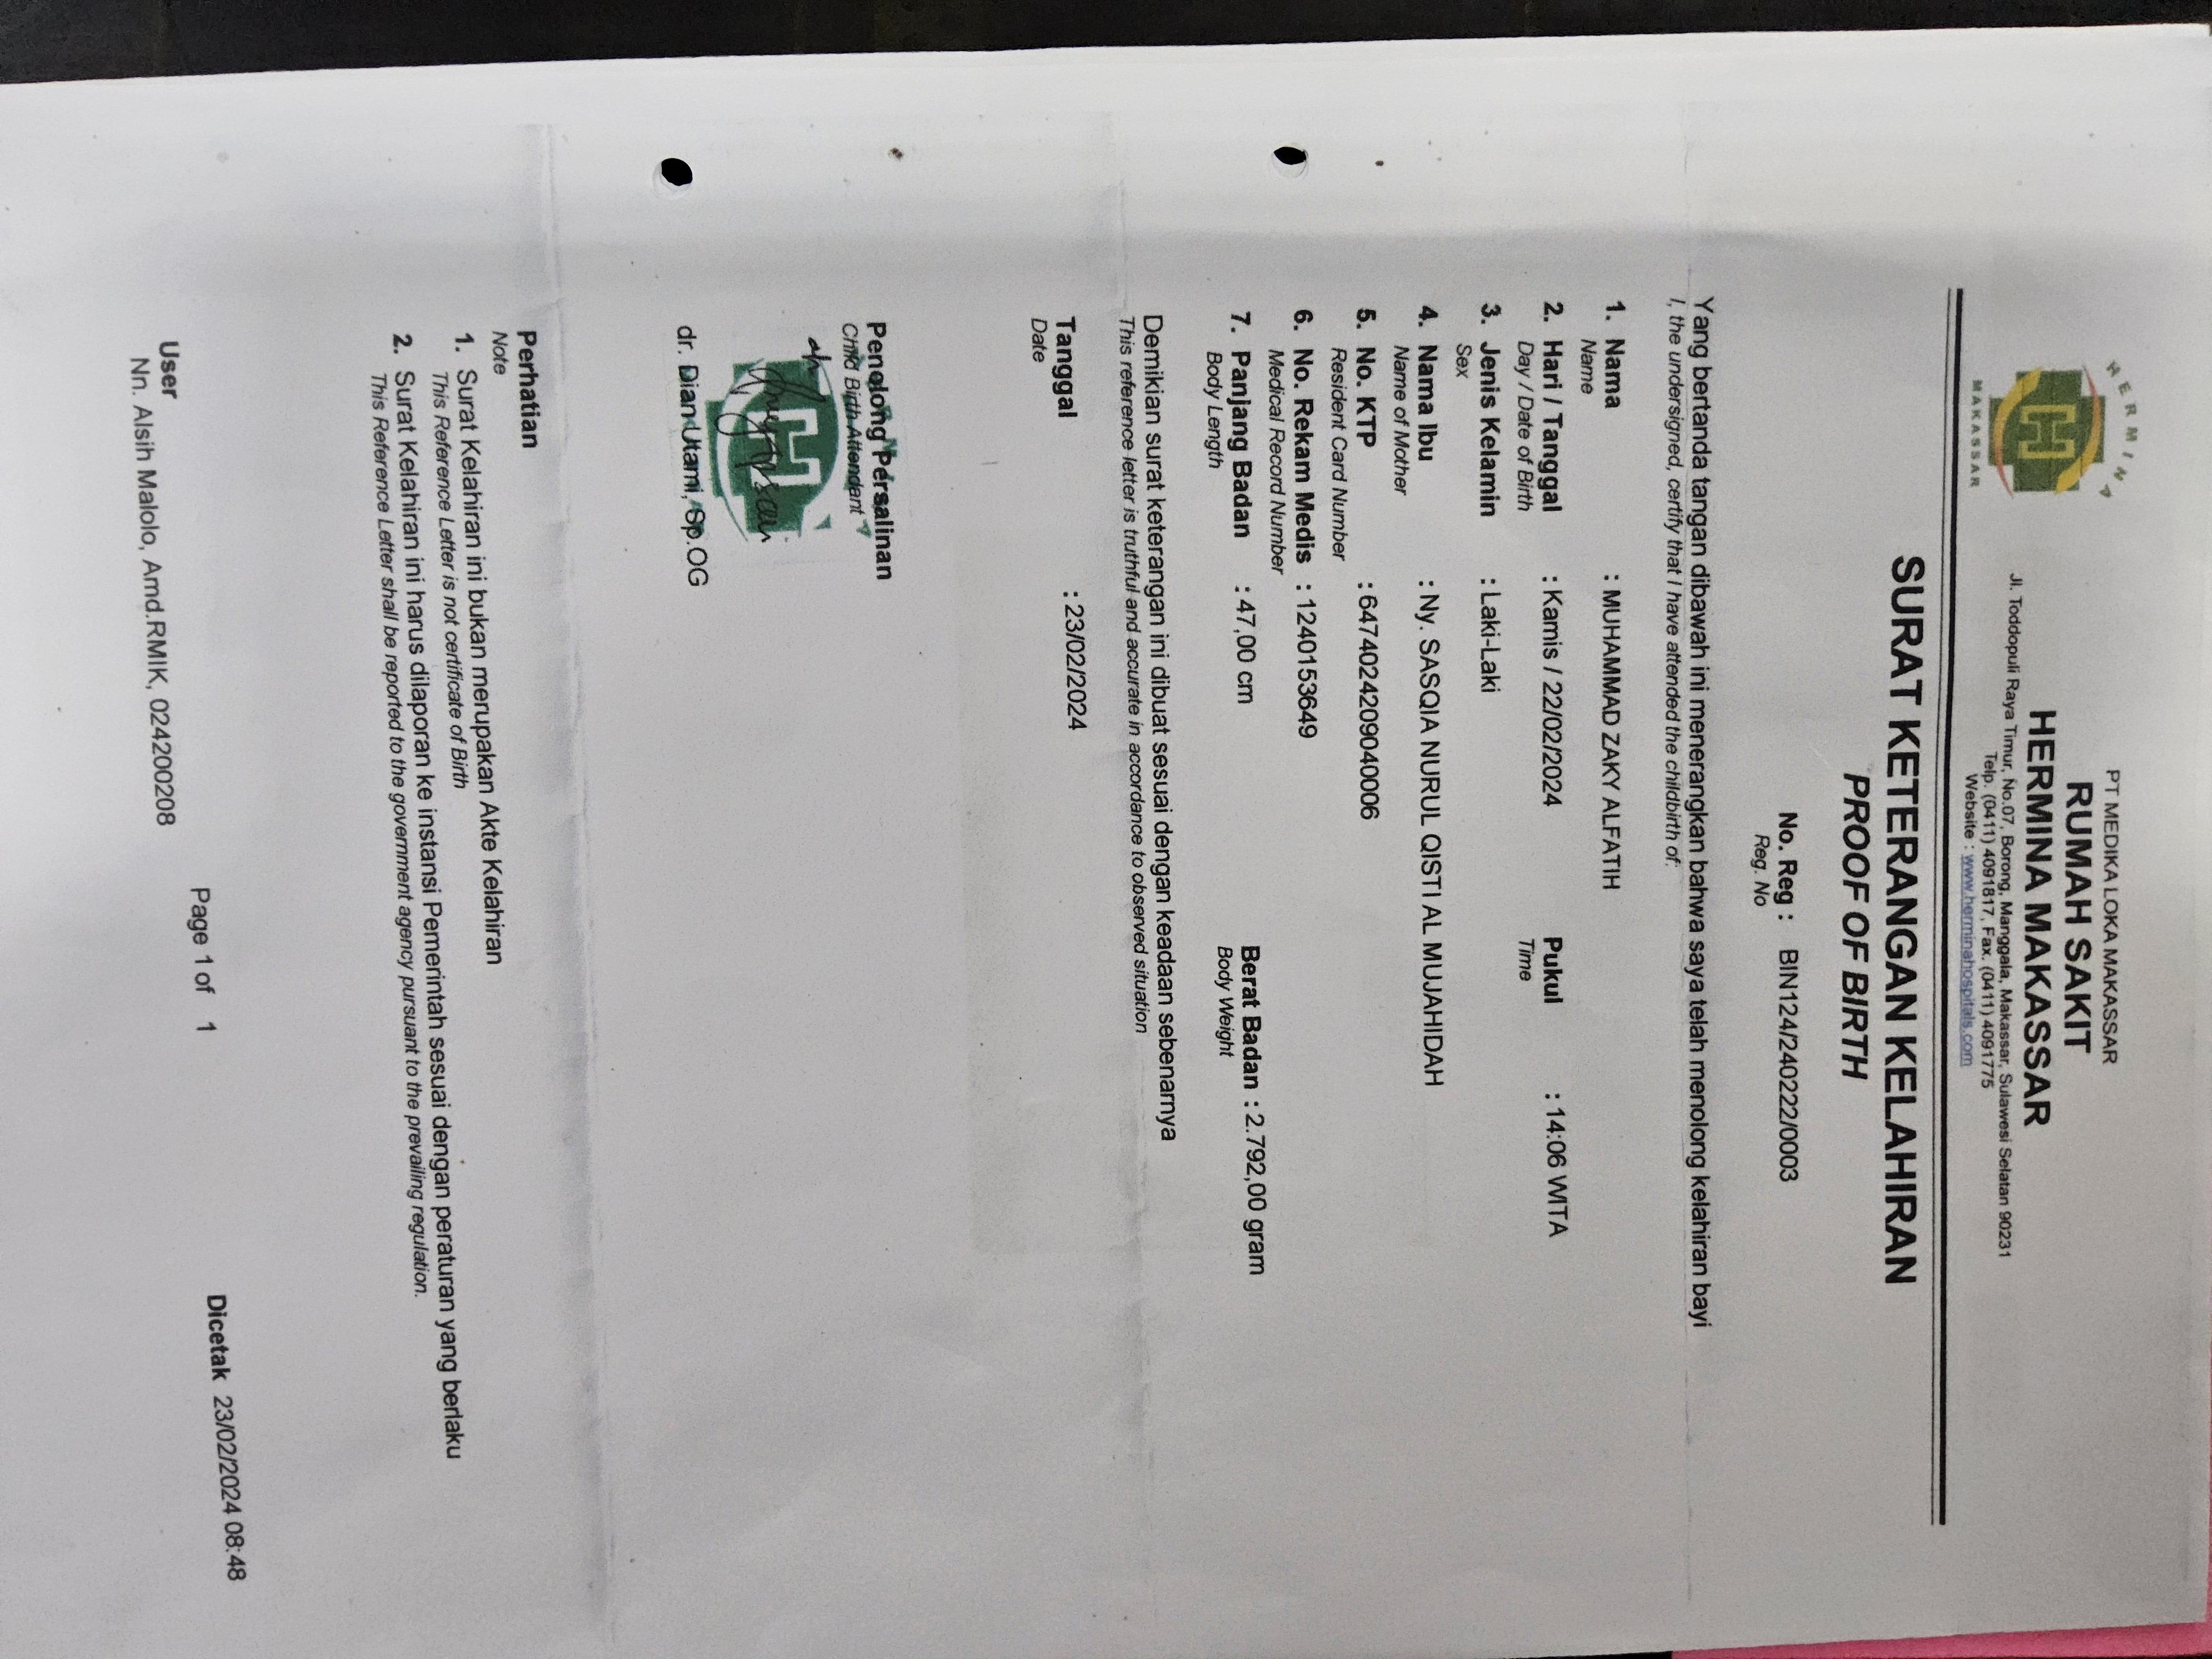 HERMINA
MAKASSAR
PT MEDIKA LOKA MAKASSAR
RUMAH SAKIT
HERMINA MAKASSAR
Jl. Toddopuli Raya Timur, No.07, Borong, Manggala, Makassar, Sulawesi Selatan 90231
Telp. (0411) 4091817, Fax. (0411) 4091775
Website : www.herminahospitals.com
SURAT KETERANGAN KELAHIRAN
PROOF OF BIRTH
No. Reg : BIN124/240222/0003
Reg. No
Yang bertanda tangan dibawah ini menerangkan bahwa saya telah menolong kelahiran bayi
I, the undersigned, certify that I have attended the childbirth of:
1. Nama : MUHAMMAD ZAKY ALFATIH
Name
2. Hari / Tanggal : Kamis / 22/02/2024 Pukul : 14:06 WITA
Day / Date of Birth Time
3. Jenis Kelamin : Laki-Laki
Sex
4. Nama Ibu : Ny. SASQIA NURUL QISTI AL MUJAHIDAH
Name of Mother
5. No. KTP : 6474024209040006
Resident Card Number
6. No. Rekam Medis : 1240153649
Medical Record Number
7. Panjang Badan : 47,00 cm Berat Badan : 2.792,00 gram
Body Length Body Weight
Demikian surat keterangan ini dibuat sesuai dengan keadaan sebenarnya
This reference letter is truthful and accurate in accordance to observed situation
Tanggal : 23/02/2024
Date
Penolong Persalinan
Child Birth Attendant
dr. Dian Utami, Sp.OG
Perhatian
Note
1. Surat Kelahiran ini bukan merupakan Akte Kelahiran
This Reference Letter is not certificate of Birth
2. Surat Kelahiran ini harus dilaporan ke instansi Pemerintah sesuai dengan peraturan yang berlaku
This Reference Letter shall be reported to the government agency pursuant to the prevailing regulation.
User
Nn. Alsih Malolo, Amd.RMIK, 024200208
Page 1 of 1
Dicetak 23/02/2024 08:48